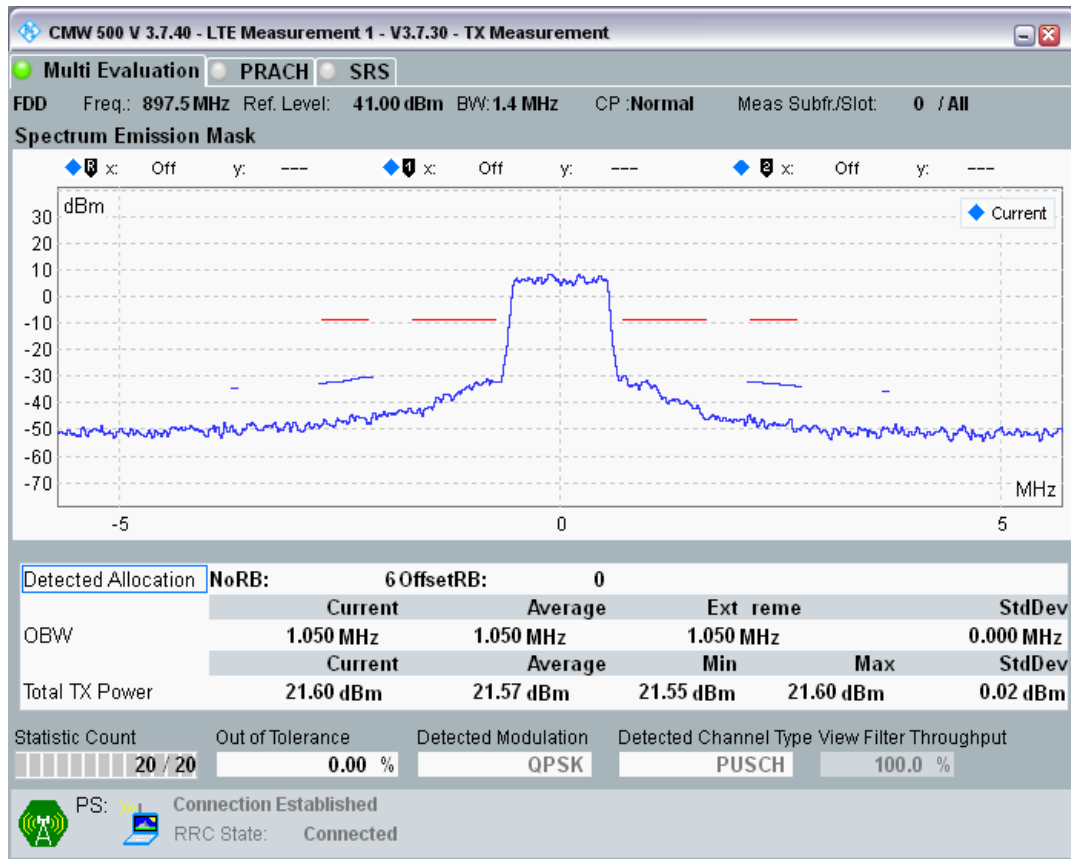 CMW 500 V 3.7.40 - LTE Measurement 1 - V3.7.30 - TX Measurement
Multi Evaluation PRACH SRS
FDD Freq.: 897.5 MHz Ref. Level: 41.00 dBm BW: 1.4 MHz CP :Normal Meas Subfr./Slot: 0 / All
Spectrum Emission Mask
R x: Off y: --- 1 x: Off y: --- 2 x: Off y: ---
dBm
Current
30
20
10
0
-10
-20
-30
-40
-50
-60
-70
MHz
-5 0 5
Detected Allocation NoRB: 6 OffsetRB: 0
Current Average Ext reme StdDev
OBW 1.050 MHz 1.050 MHz 1.050 MHz 0.000 MHz
Current Average Min Max StdDev
Total TX Power 21.60 dBm 21.57 dBm 21.55 dBm 21.60 dBm 0.02 dBm
Statistic Count Out of Tolerance Detected Modulation Detected Channel Type View Filter Throughput
20 / 20 0.00 % QPSK PUSCH 100.0 %
PS: Connection Established
RRC State: Connected